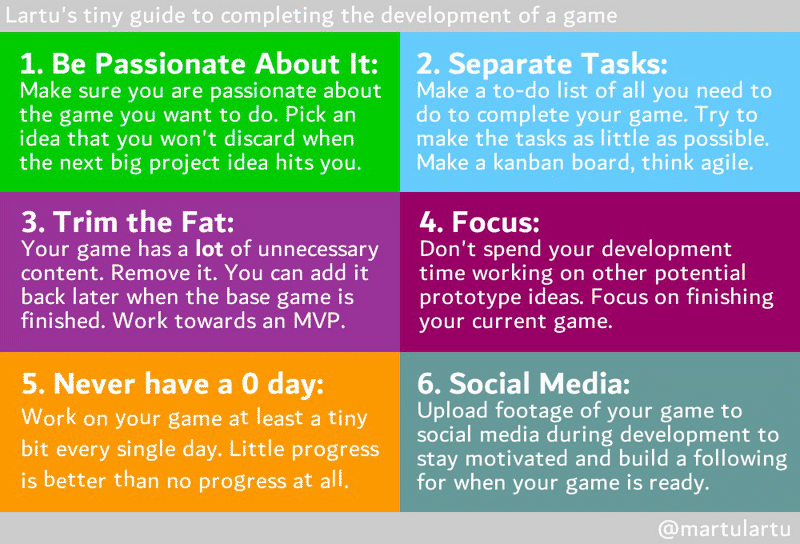 Lartu's tiny guide to completing the development of a game
1. Be Passionate About It:
Make sure you are passionate about
the game you want to do. Pick an
idea that you won't discard when
the next big project idea hits you.
2. Separate Tasks:
Make a to-do list of all you need to
do to complete your game. Try to
make the tasks as little as possible.
Make a kanban board, think agile.
3. Trim the Fat:
Your game has a lot of unnecessary
content. Remove it. You can add it
back later when the base game is
finished. Work towards an MVP.
4. Focus:
Don't spend your development
time working on other potential
prototype ideas. Focus on finishing
your current game.
5. Never have a 0 day:
Work on your game at least a tiny
bit every single day. Little progress
is better than no progress at all.
6. Social Media:
Upload footage of your game to
social media during development to
stay motivated and build a following
for when your game is ready.
@martulartu